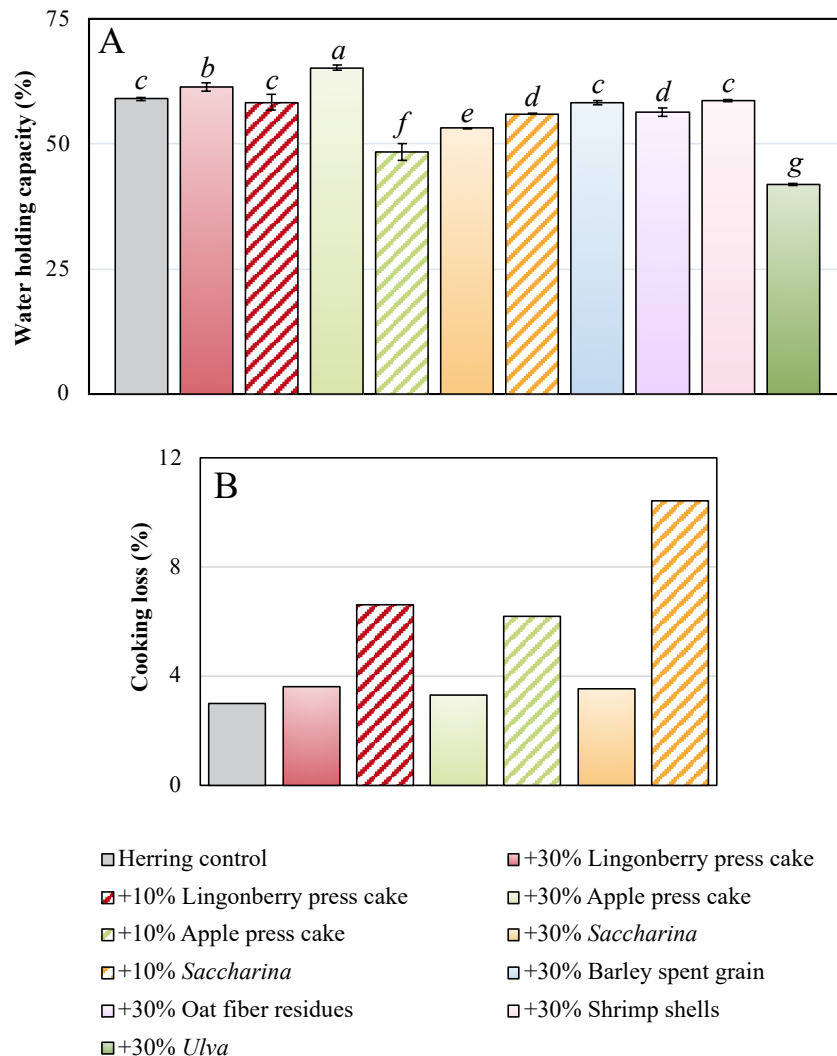 75
50
25
0
Water holding capacity (%)
A
c
b
c
a
f
e
d
c
d
c
g
12
8
4
0
Cooking loss (%)
B
Herring control
+30% Lingonberry press cake
+10% Lingonberry press cake
+30% Apple press cake
+10% Apple press cake
+30% Saccharina
+10% Saccharina
+30% Barley spent grain
+30% Oat fiber residues
+30% Shrimp shells
+30% Ulva